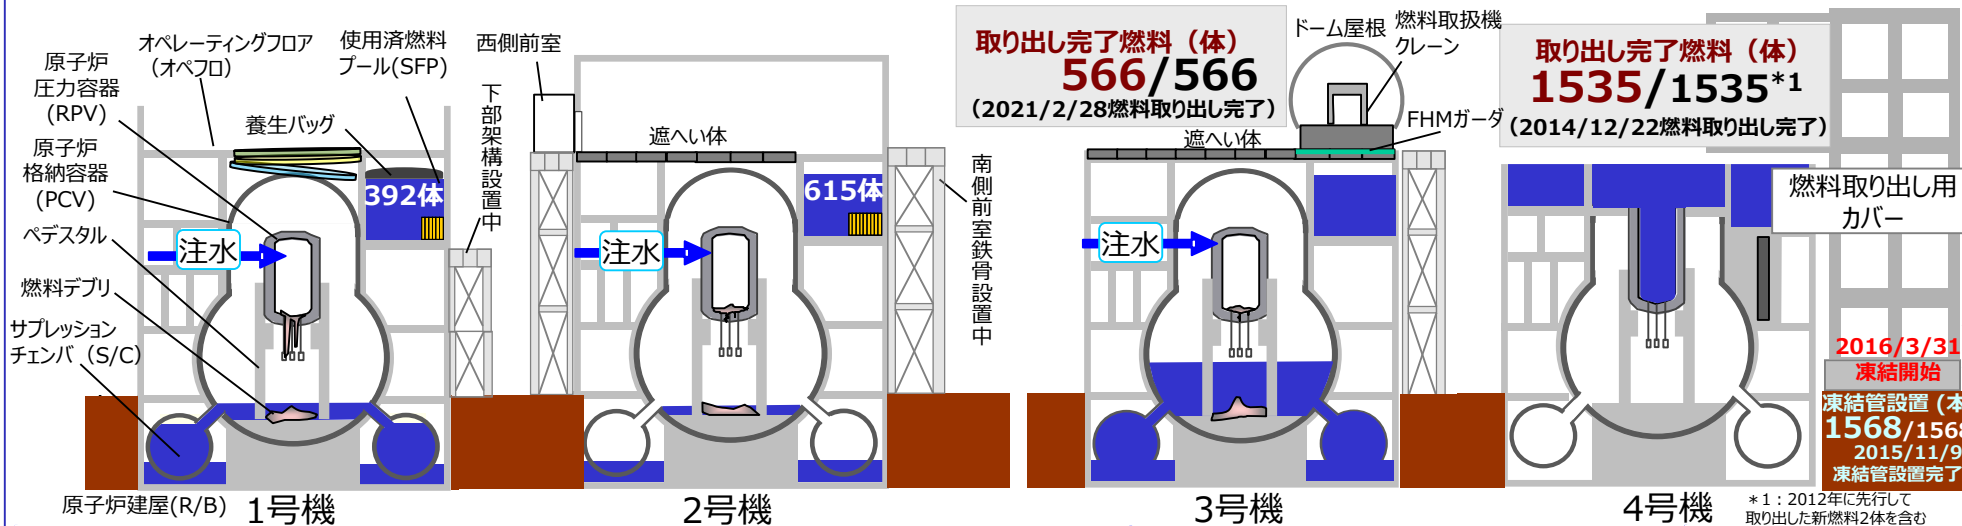 原子炉
圧力容器
(RPV)
オペレーティングフロア
(オペフロ)
使用済燃料
プール(SFP)
養生バッグ
392体
原子炉
格納容器
(PCV)
ペデスタル
注水
燃料デブリ
サプレッション
チェンバ (S/C)
原子炉建屋(R/B)
1号機
下部架構設置中
西側前室
遮へい体
615体
注水
2号機
南側前室鉄骨設置中
取り出し完了燃料（体）
566/566
(2021/2/28燃料取り出し完了)
ドーム屋根
燃料取扱機
クレーン
FHMガーダ
遮へい体
注水
3号機
取り出し完了燃料（体）
1535/1535*1
(2014/12/22燃料取り出し完了)
燃料取り出し用
カバー
2016/3/31
凍結開始
凍結管設置 (本
1568/1568
2015/11/9
凍結管設置完了
4号機
*1：2012年に先行して
取り出した新燃料2体を含む